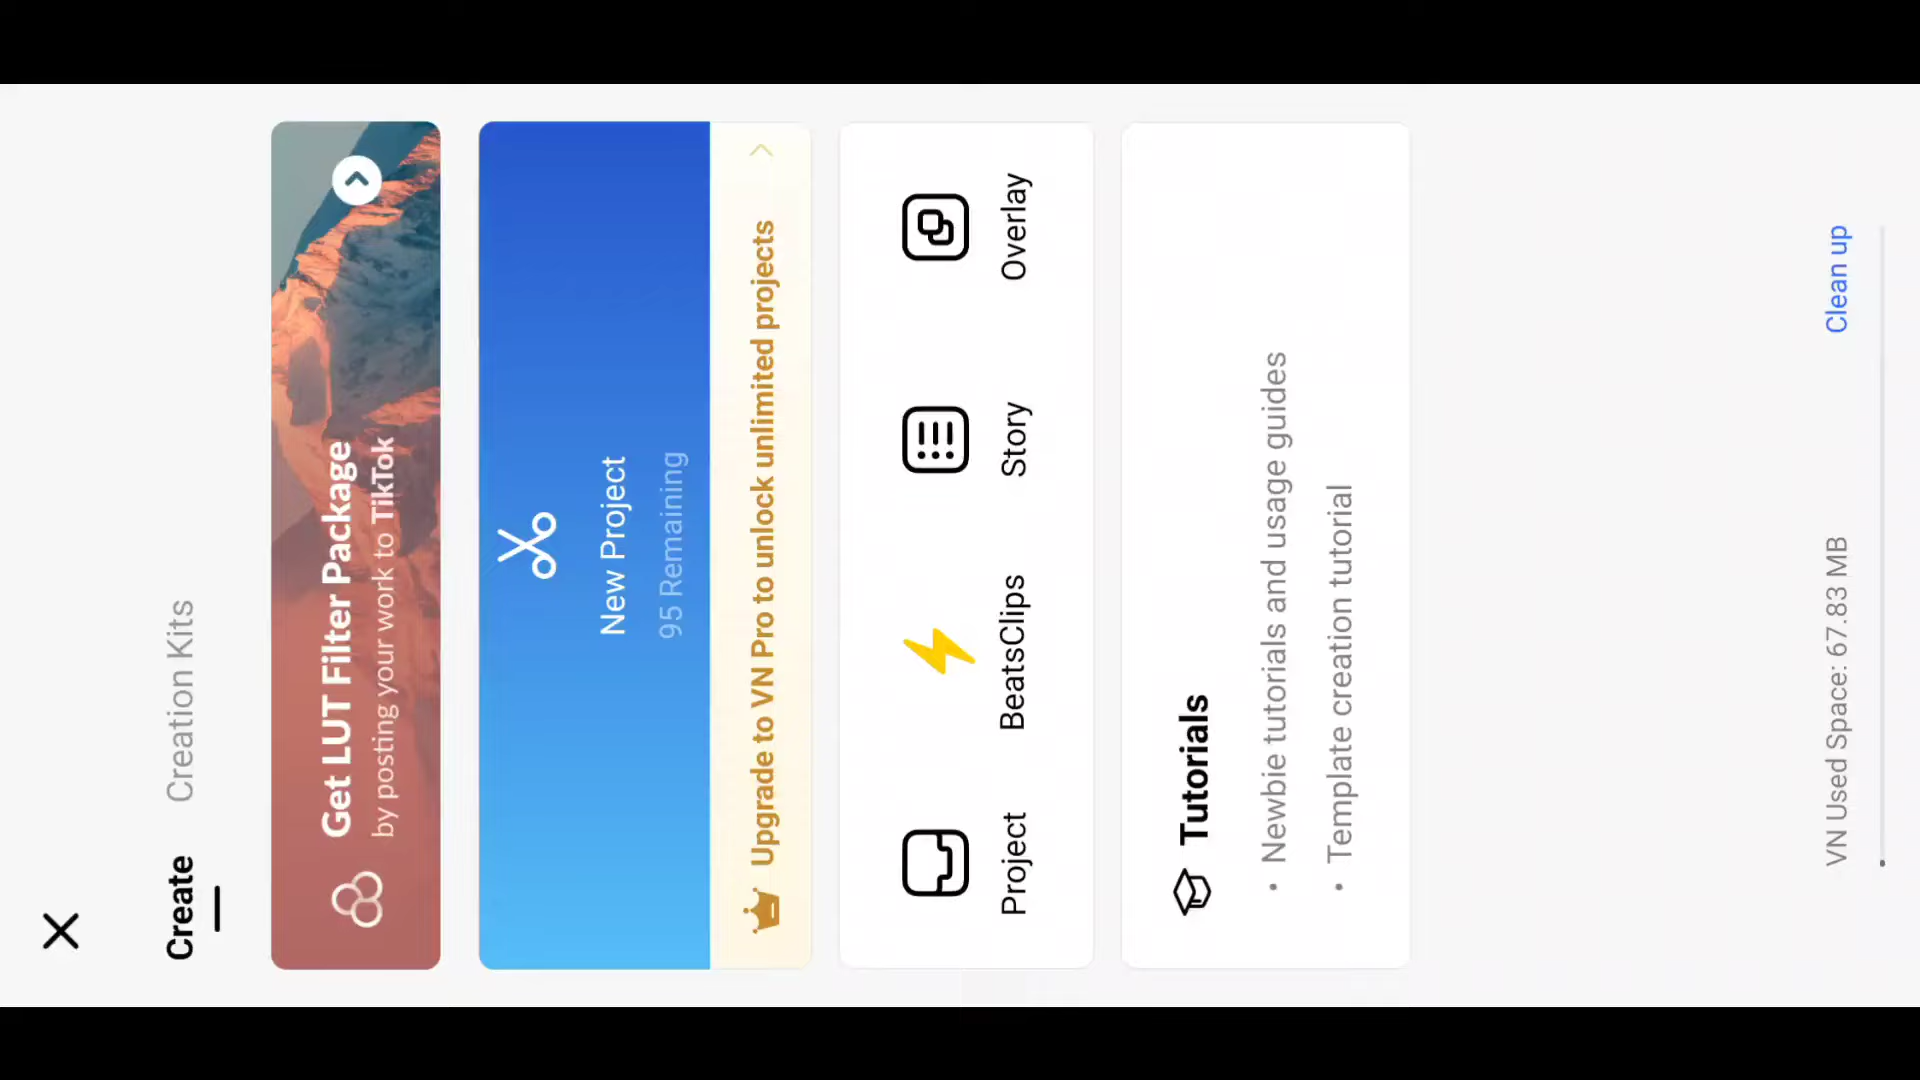 Create
Creation Kits
Get LUT Filter Package
by posting your work to TikTok
New Project
95 Remaining
Upgrade to VN Pro to unlock unlimited projects
Project
BeatsClips
Story
Overlay
Tutorials
• Newbie tutorials and usage guides
• Template creation tutorial
VN Used Space: 67.83 MB
Clean up